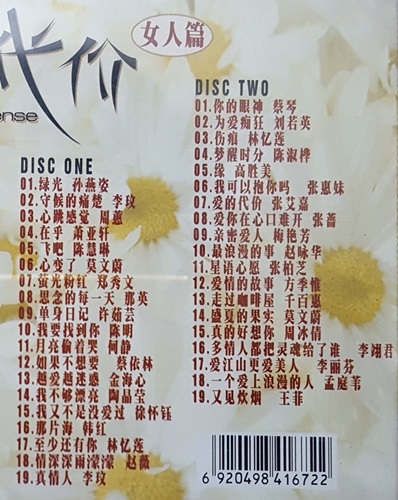 代价
女人篇
ense
DISC ONE
01.绿光 孙燕姿
02.守候的痛楚 李玟
03.心跳感觉 周蕙
04.在乎 萧亚轩
05.飞吧 陈慧琳
06.心变了 莫文蔚
07.萤光粉红 郑秀文
08.思念的每一天 那英
09.单身日记 许茹芸
10.我要找到你 陈明
11.月亮偷着哭 何静
12.如果不想要 蔡依林
13.越爱越迷惑 金海心
14.我不够漂亮 陶晶莹
15.我又不是没爱过 徐怀钰
16.那片海 韩红
17.至少还有你 林忆莲
18.情深深雨濛濛 赵薇
19.真情人 李玟
DISC TWO
01.你的眼神 蔡琴
02.为爱痴狂 刘若英
03.伤痕 林忆莲
04.梦醒时分 陈淑桦
05.缘 高胜美
06.我可以抱你吗 张惠妹
07.爱的代价 张艾嘉
08.爱你在心口难开 张蔷
09.亲密爱人 梅艳芳
10.最浪漫的事 赵咏华
11.星语心愿 张柏芝
12.爱情的故事 方季惟
13.走过咖啡屋 千百惠
14.盛夏的果实 莫文蔚
15.真的好想你 周冰倩
16.多情人都把灵魂给了谁 李翊君
17.爱江山更爱美人 李丽芬
18.一个爱上浪漫的人 孟庭苇
19.又见炊烟 王菲
6 920498 416722